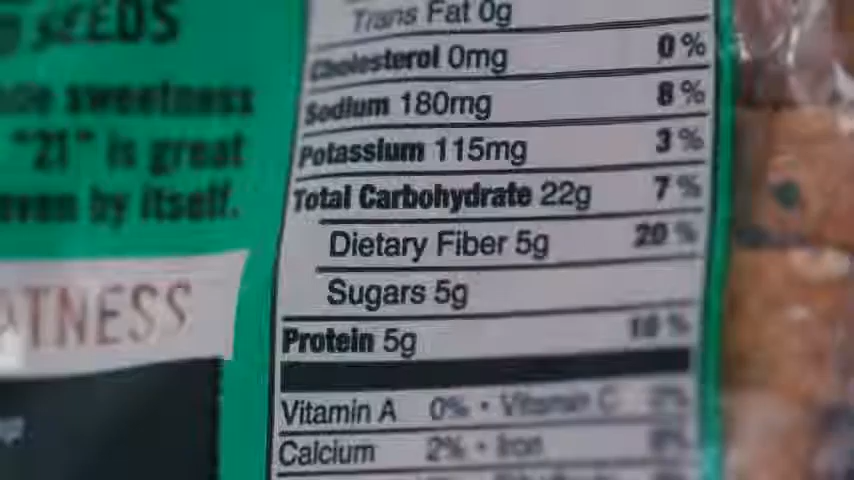 SEEDS
sweetness
"21" is great
even by itself.
ATNESS
Trans Fat 0g
Cholesterol 0mg 0%
Sodium 180mg 8%
Potassium 115mg 3%
Total Carbohydrate 22g 7%
Dietary Fiber 5g 20%
Sugars 5g
Protein 5g 10%
Vitamin A 0% • Vitamin C
Calcium 2% • Iron